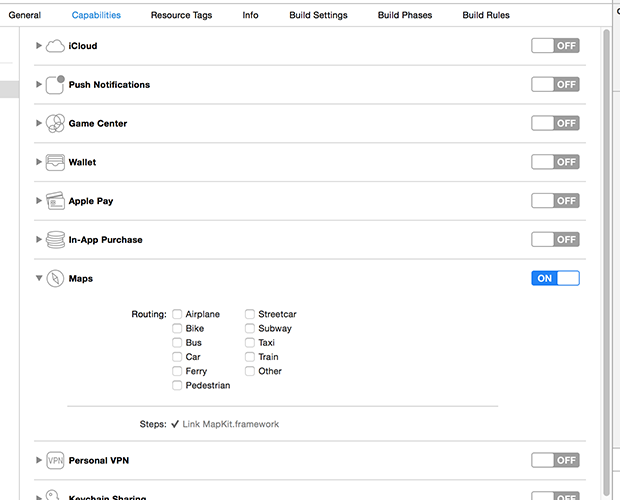 General Capabilities Resource Tags Info Build Settings Build Phases Build Rules
iCloud OFF
Push Notifications OFF
Game Center OFF
Wallet OFF
Apple Pay OFF
In-App Purchase OFF
Maps ON
Routing: Airplane Streetcar
Bike Subway
Bus Taxi
Car Train
Ferry Other
Pedestrian
Steps: ✓ Link MapKit.framework
VPN Personal VPN OFF
Keychain Sharing OFF